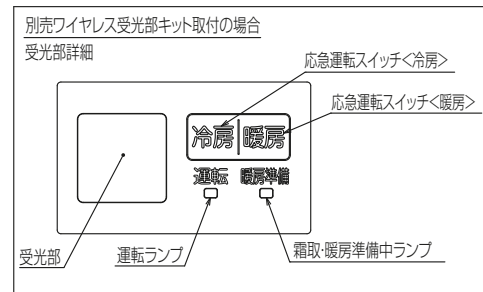 別売ワイヤレス受光部キット取付の場合
受光部詳細
応急運転スイッチ<冷房>
応急運転スイッチ<暖房>
冷房 暖房
運転 暖房準備
受光部
運転ランプ
霜取・暖房準備中ランプ